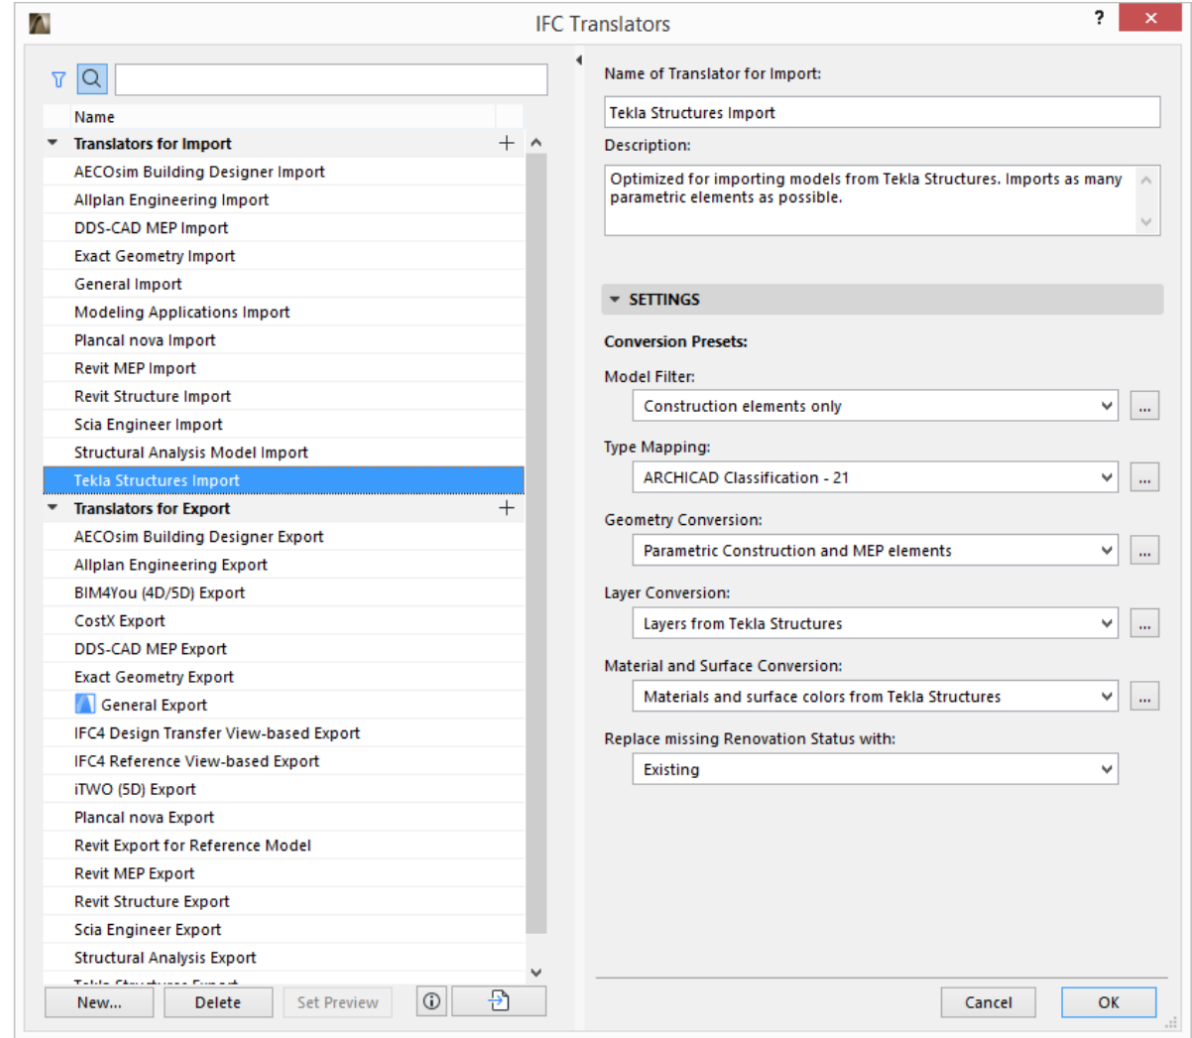 IFC Translators
?
Name
Translators for Import
AECOsim Building Designer Import
Allplan Engineering Import
DDS-CAD MEP Import
Exact Geometry Import
General Import
Modeling Applications Import
Plancal nova Import
Revit MEP Import
Revit Structure Import
Scia Engineer Import
Structural Analysis Model Import
Tekla Structures Import
Translators for Export
AECOsim Building Designer Export
Allplan Engineering Export
BIM4You (4D/5D) Export
CostX Export
DDS-CAD MEP Export
Exact Geometry Export
General Export
IFC4 Design Transfer View-based Export
IFC4 Reference View-based Export
iTWO (5D) Export
Plancal nova Export
Revit Export for Reference Model
Revit MEP Export
Revit Structure Export
Scia Engineer Export
Structural Analysis Export
Tekla Structures Export
New...
Delete
Set Preview
Name of Translator for Import:
Tekla Structures Import
Description:
Optimized for importing models from Tekla Structures. Imports as many
parametric elements as possible.
SETTINGS
Conversion Presets:
Model Filter:
Construction elements only
...
Type Mapping:
ARCHICAD Classification - 21
...
Geometry Conversion:
Parametric Construction and MEP elements
...
Layer Conversion:
Layers from Tekla Structures
...
Material and Surface Conversion:
Materials and surface colors from Tekla Structures
...
Replace missing Renovation Status with:
Existing
Cancel
OK